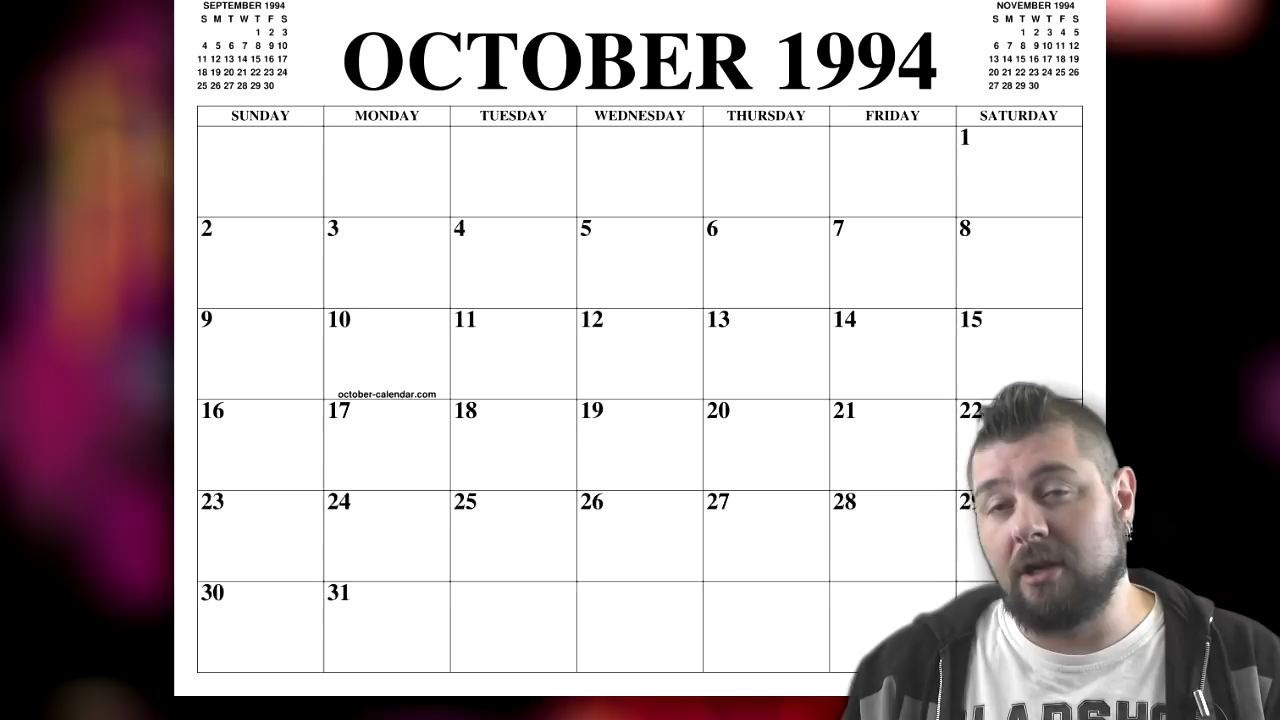 SEPTEMBER 1994
S M T W T F S
1 2 3
4 5 6 7 8 9 10
11 12 13 14 15 16 17
18 19 20 21 22 23 24
25 26 27 28 29 30
OCTOBER 1994
NOVEMBER 1994
S M T W T F S
1 2 3 4 5
6 7 8 9 10 11 12
13 14 15 16 17 18 19
20 21 22 23 24 25 26
27 28 29 30
SUNDAY MONDAY TUESDAY WEDNESDAY THURSDAY FRIDAY SATURDAY
1
2 3 4 5 6 7 8
9 10 11 12 13 14 15
october-calendar.com
16 17 18 19 20 21 22
23 24 25 26 27 28 29
30 31